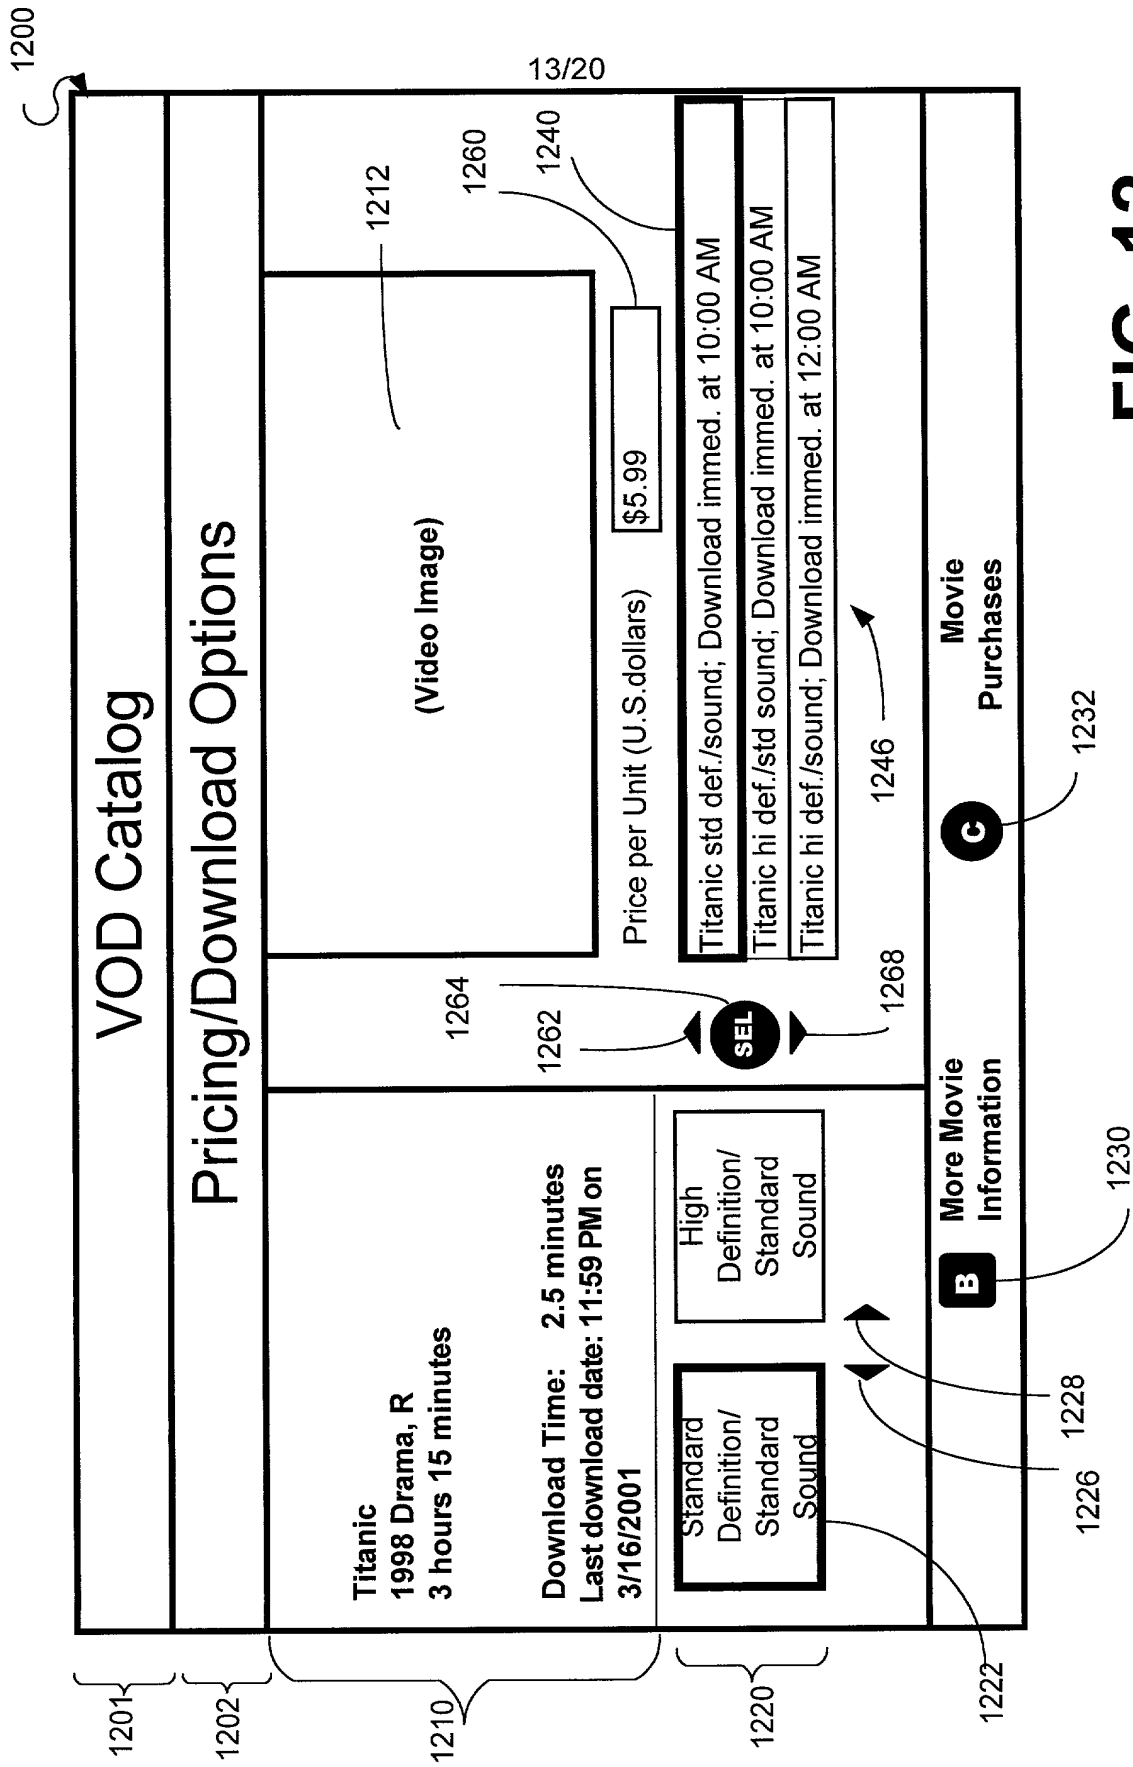 13/20
1200
VOD Catalog
1201
Pricing/Download Options
1202
Titanic
1998 Drama, R
3 hours 15 minutes
Download Time: 2.5 minutes
Last download date: 11:59 PM on
3/16/2001
1210
(Video Image)
1212
Price per Unit (U.S.dollars)
$5.99
1260
1240
1264
1262
SEL
1268
Titanic std def./sound; Download immed. at 10:00 AM
Titanic hi def./std sound; Download immed. at 10:00 AM
Titanic hi def./sound; Download immed. at 12:00 AM
1246
Standard
Definition/
Standard
Sound
High
Definition/
Standard
Sound
1220
1222
1226
1228
B
More Movie
Information
1230
C
Movie
Purchases
1232